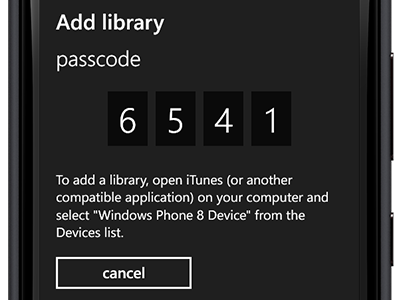 Add library
passcode
6 5 4 1
To add a library, open iTunes (or another
compatible application) on your computer and
select "Windows Phone 8 Device" from the
Devices list.
cancel